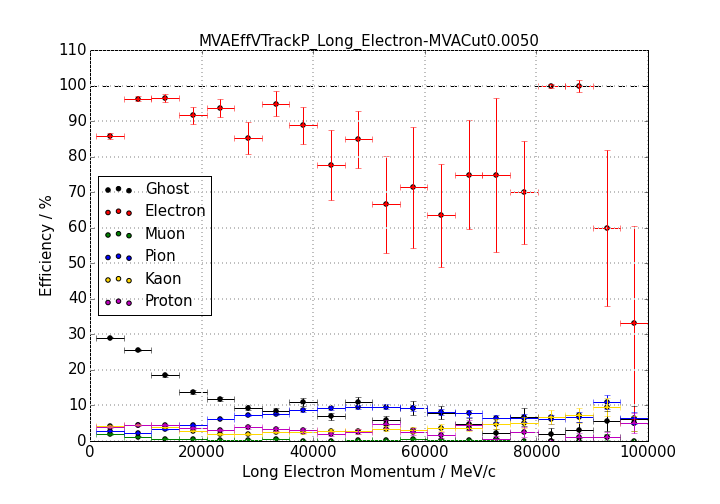 MVAEffVTrackP_Long_Electron-MVACut0.0050
110
100
90
80
70
60
50
40
30
20
10
0
Efficiency / %
Ghost
Electron
Muon
Pion
Kaon
Proton
0 20000 40000 60000 80000 100000
Long Electron Momentum / MeV/c